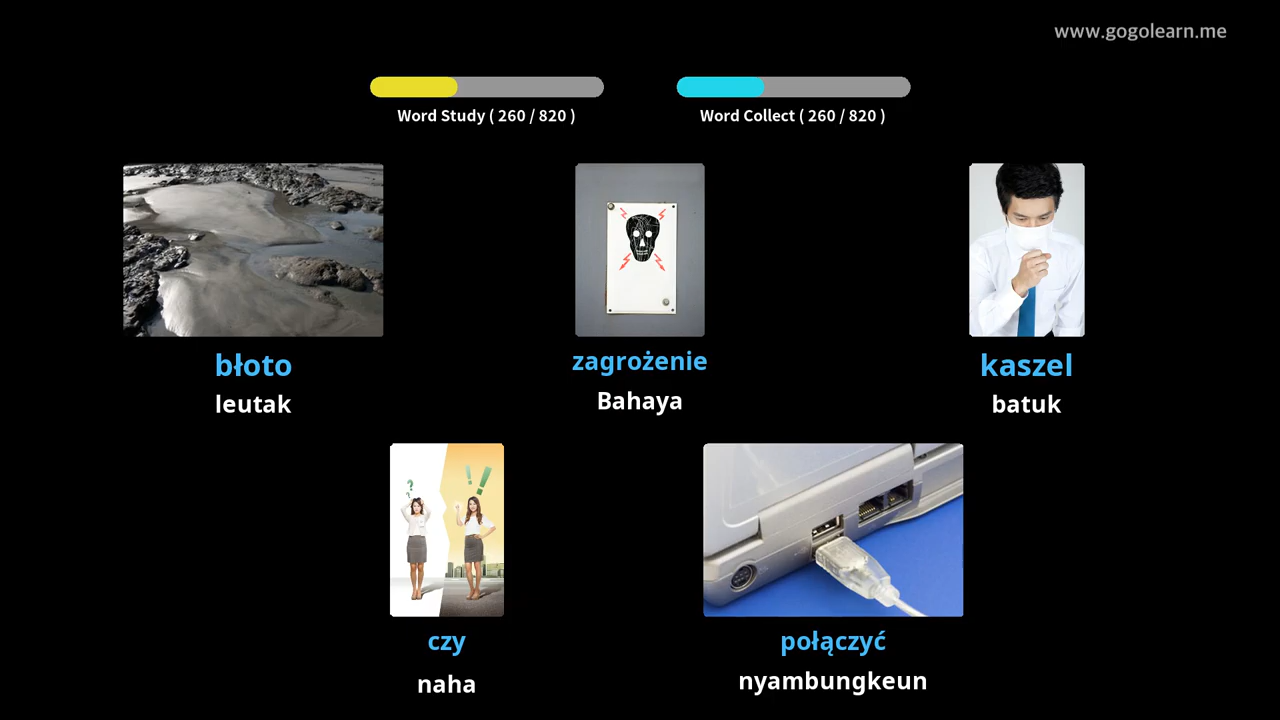 www.gogolearn.me
Word Study ( 260 / 820 )
Word Collect ( 260 / 820 )
błoto
leutak
zagrożenie
Bahaya
kaszel
batuk
czy
naha
połączyć
nyambungkeun